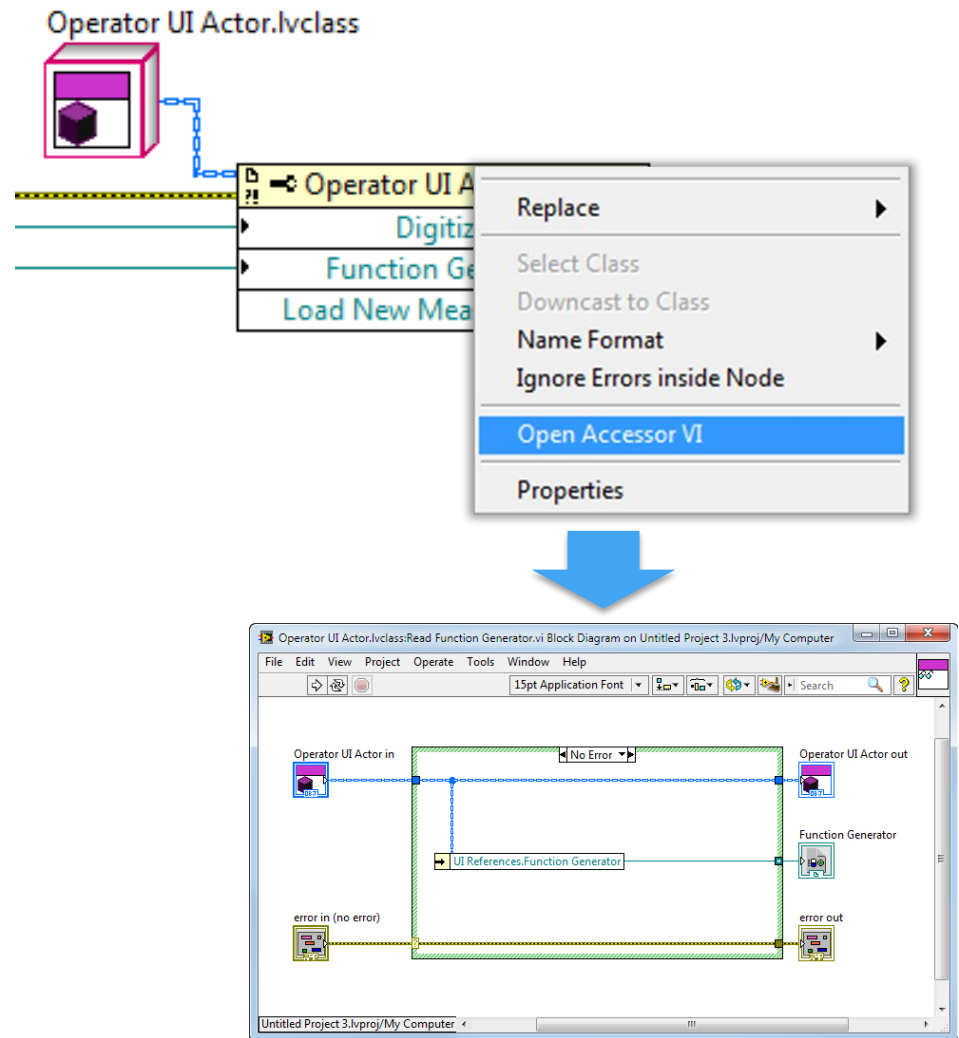 Operator UI Actor.lvclass
Operator UI A
Digitiz
Function Ge
Load New Mea
Replace
Select Class
Downcast to Class
Name Format
Ignore Errors inside Node
Open Accessor VI
Properties
Operator UI Actor.lvclass:Read Function Generator.vi Block Diagram on Untitled Project 3.lvproj/My Computer
File Edit View Project Operate Tools Window Help
15pt Application Font Search
Operator UI Actor in
No Error
Operator UI Actor out
OBJ
OBJ
Function Generator
UI References.Function Generator
error in (no error)
error out
Untitled Project 3.lvproj/My Computer